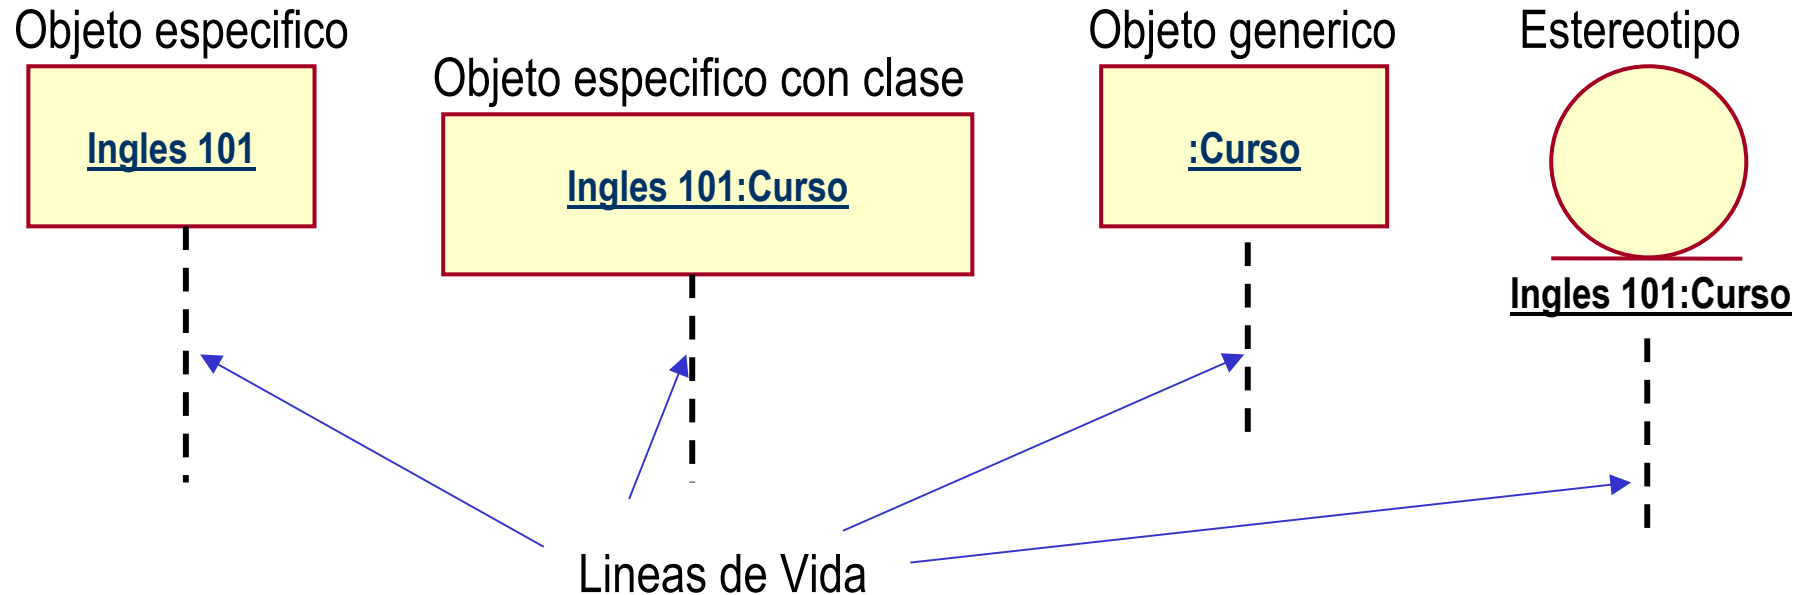 Objeto especifico
Objeto especifico con clase
Objeto generico
Estereotipo
Ingles 101
Ingles 101:Curso
:Curso
Ingles 101:Curso
Lineas de Vida